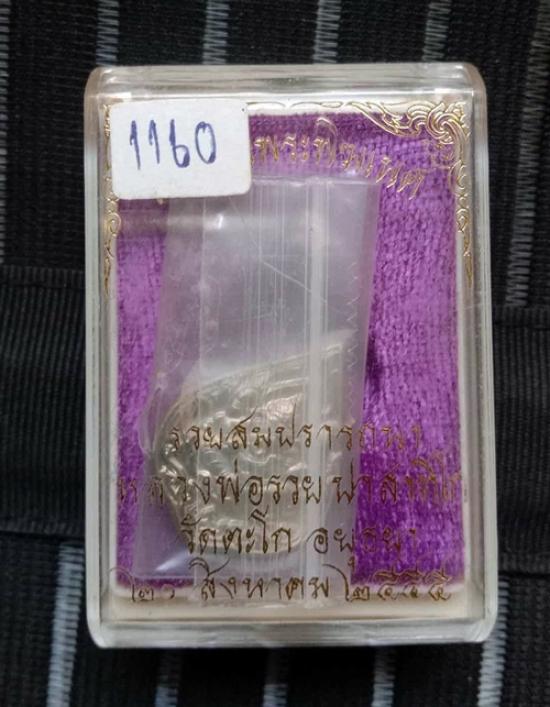 1160
รวยสมปรารถนา
หลวงพ่อรวย ปาสาทิโก
วัดตะโก อยุธยา
สิงหาคม ๒๕๕๕